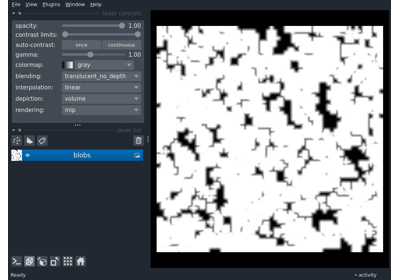 File View Plugins Window Help
layer controls
opacity: 1.00
contrast limits:
auto-contrast: once continuous
gamma: 1.00
colormap: gray
blending: translucent_no_depth
interpolation: linear
depiction: volume
rendering: mip
layer list
blobs
Ready activity